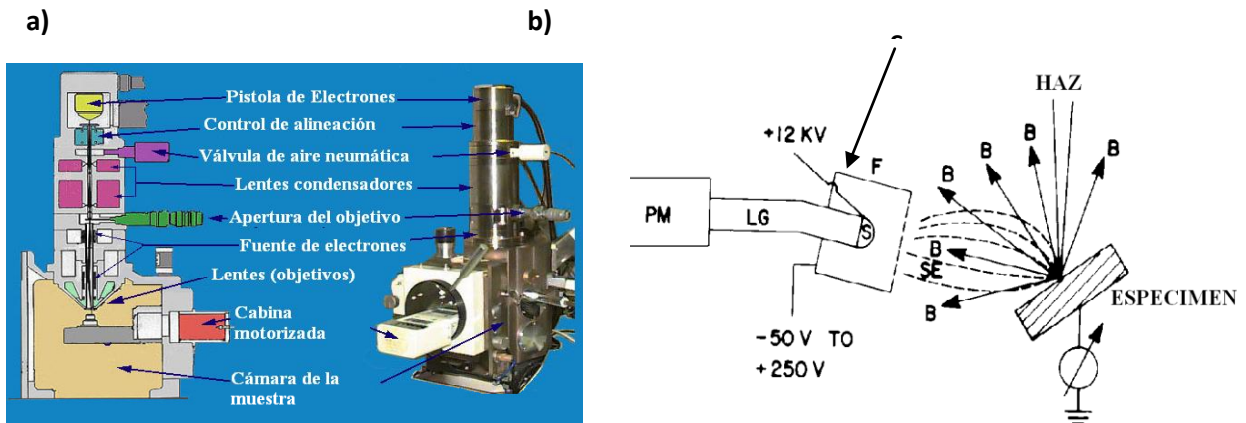 a)
b)
Pistola de Electrones
Control de alineación
Válvula de aire neumática
Lentes condensadores
Apertura del objetivo
Fuente de electrones
Lentes (objetivos)
Cabina
motorizada
Cámara de la
muestra
HAZ
+12 KV
F
B
B
B
B
B
PM
LG
S
B
SE
B
ESPECIMEN
-50 V TO
+250 V